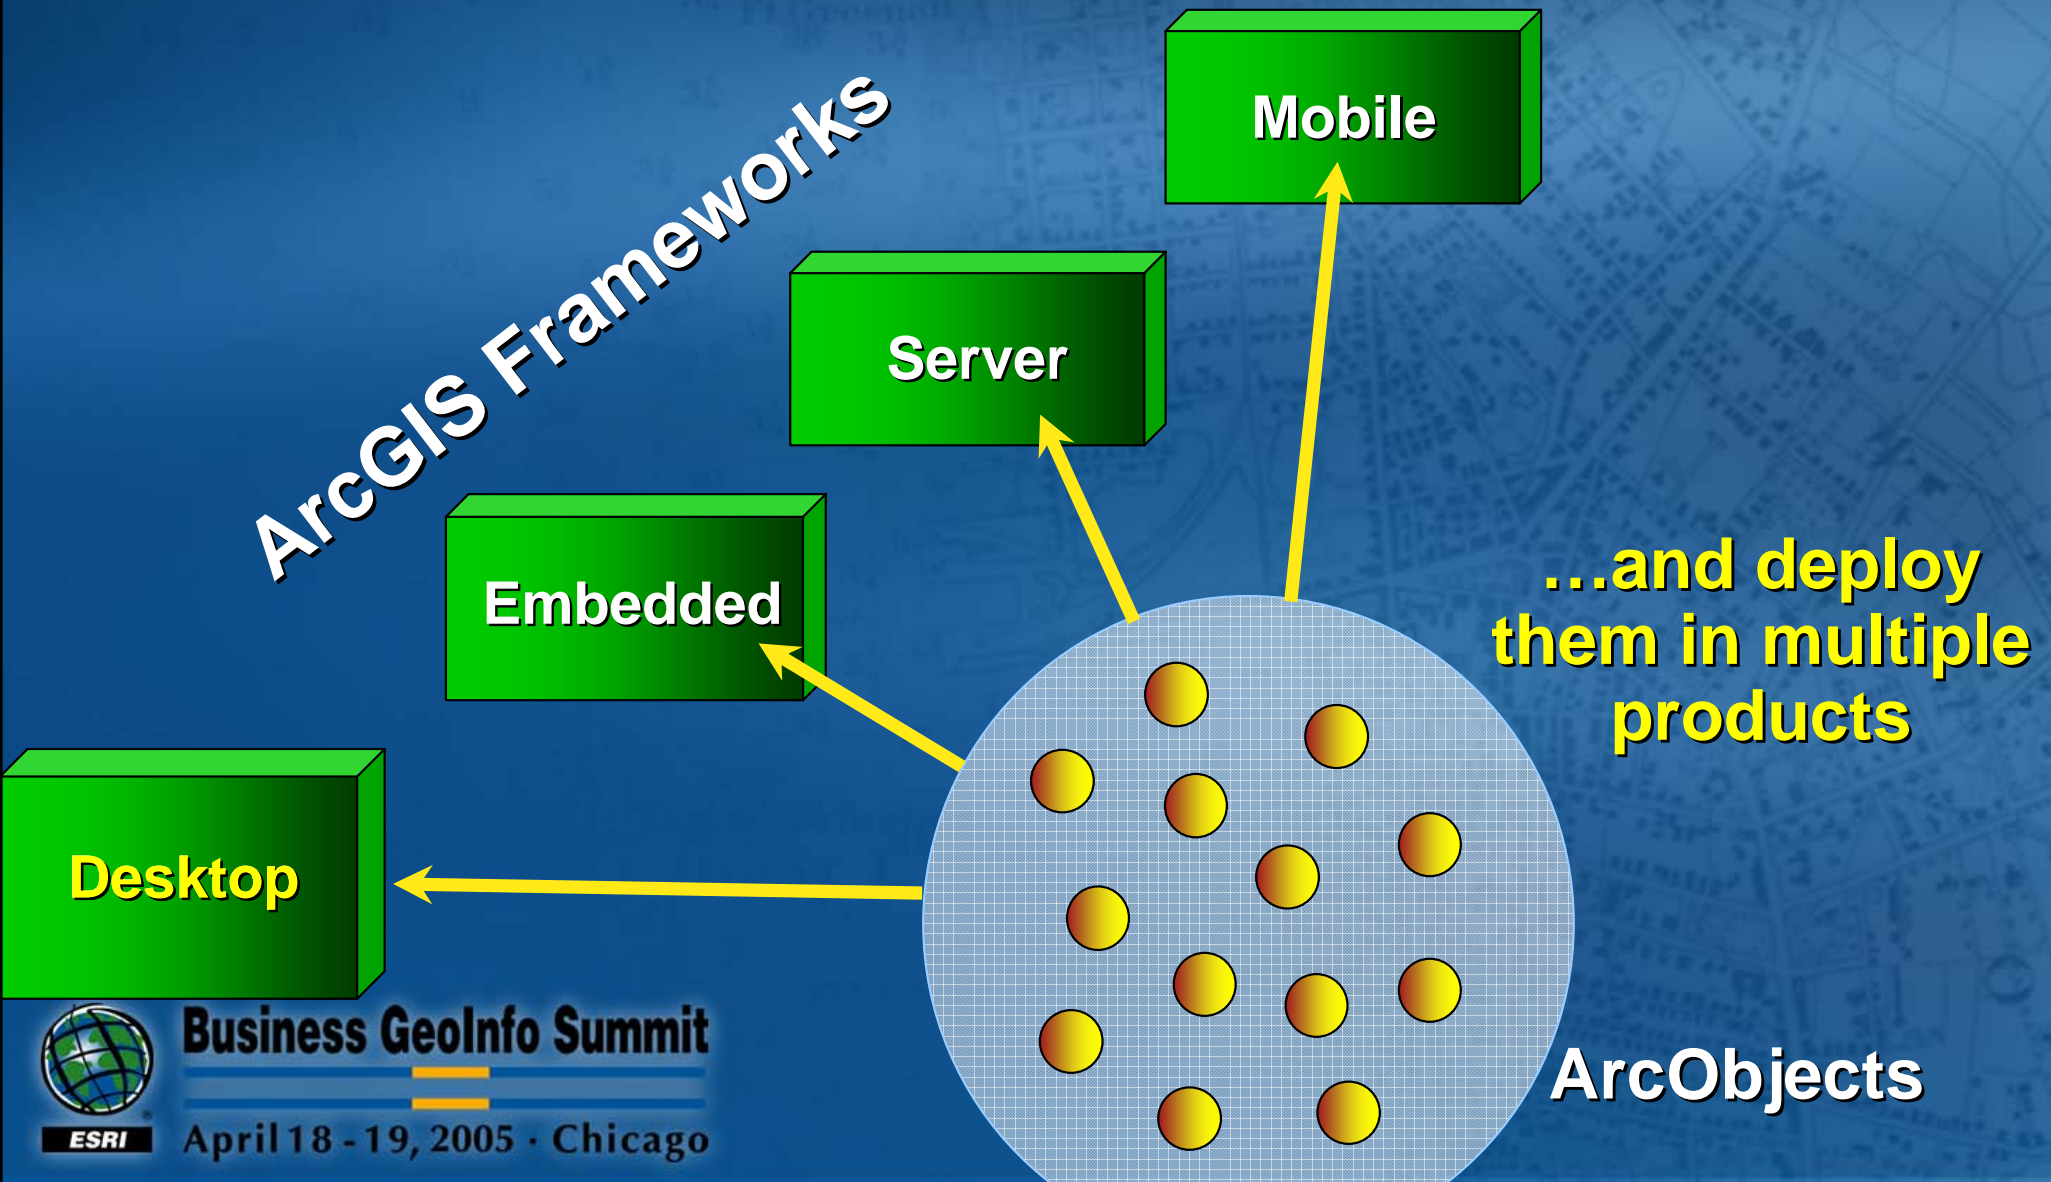 ArcGIS Frameworks
Mobile
Server
Embedded
Desktop
…and deploy
them in multiple
products
ArcObjects
Business GeoInfo Summit
April 18 - 19, 2005 · Chicago
ESRI